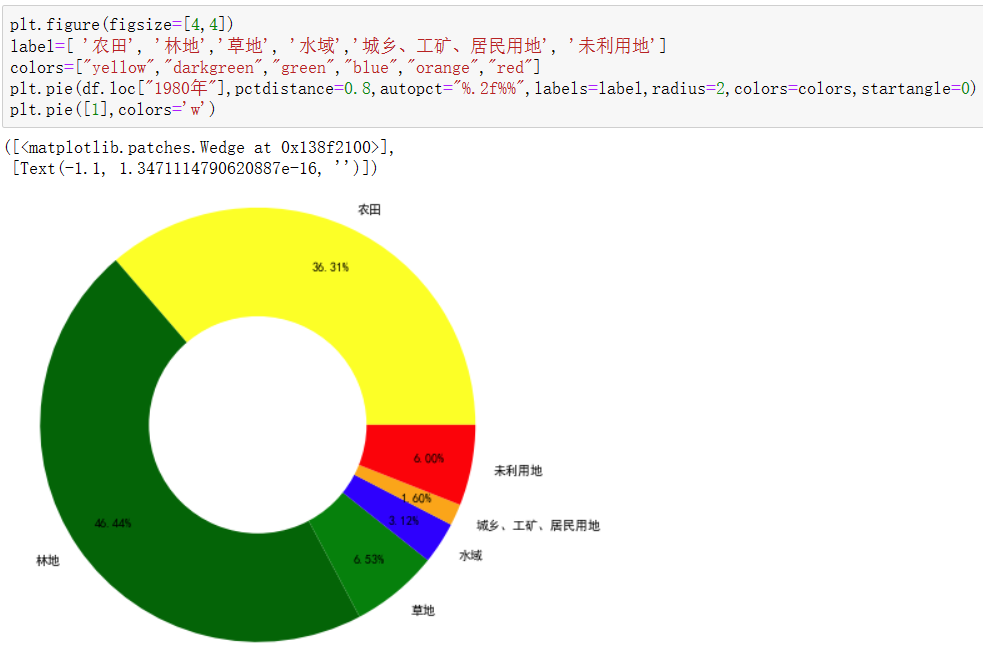 plt.figure(figsize=[4,4])
label=[ '农田', '林地','草地', '水域','城乡、工矿、居民用地', '未利用地']
colors=["yellow","darkgreen","green","blue","orange","red"]
plt.pie(df.loc["1980年"],pctdistance=0.8,autopct="%.2f%%",labels=label,radius=2,colors=colors,startangle=0)
plt.pie([1],colors='w')
([<matplotlib.patches.Wedge at 0x138f2100>],
[Text(-1.1, 1.3471114790620887e-16, '')])
农田
36.31%
6.00%
未利用地
1.60%
46.44%
3.12%
城乡、工矿、居民用地
水域
林地
6.53%
草地